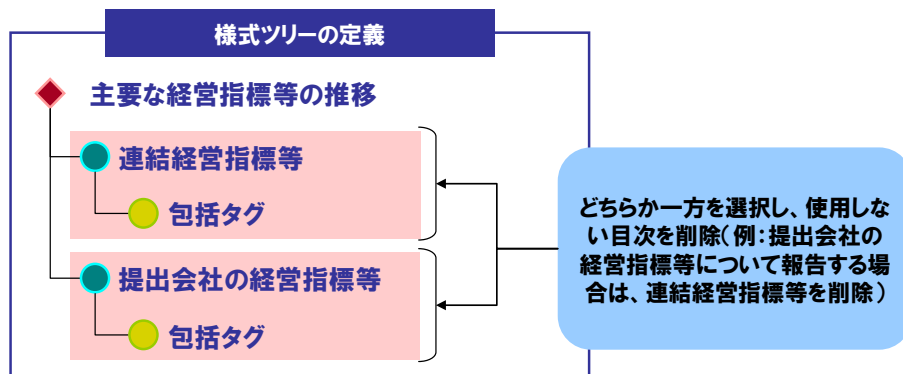 様式ツリーの定義
主要な経営指標等の推移
連結経営指標等
包括タグ
提出会社の経営指標等
包括タグ
どちらか一方を選択し、使用しな
い目次を削除(例:提出会社の
経営指標等について報告する場
合は、連結経営指標等を削除)